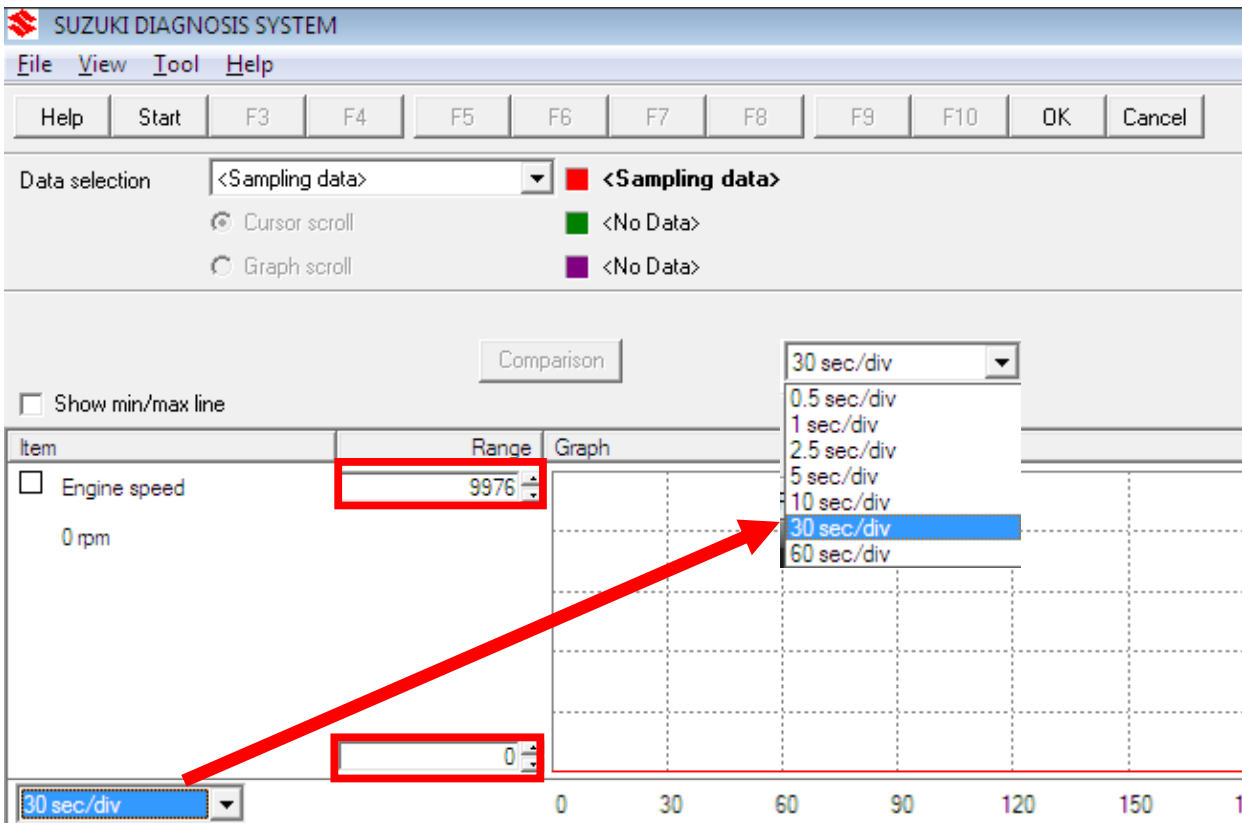 SUZUKI DIAGNOSIS SYSTEM
File View Tool Help
Help Start F3 F4 F5 F6 F7 F8 F9 F10 OK Cancel
Data selection <Sampling data> <Sampling data>
Cursor scroll <No Data>
Graph scroll <No Data>
Comparison 30 sec/div
0.5 sec/div
Show min/max line
1 sec/div
2.5 sec/div
5 sec/div
10 sec/div
30 sec/div
60 sec/div
Item Range Graph
Engine speed 9976
0 rpm
0
30 sec/div 0 30 60 90 120 150